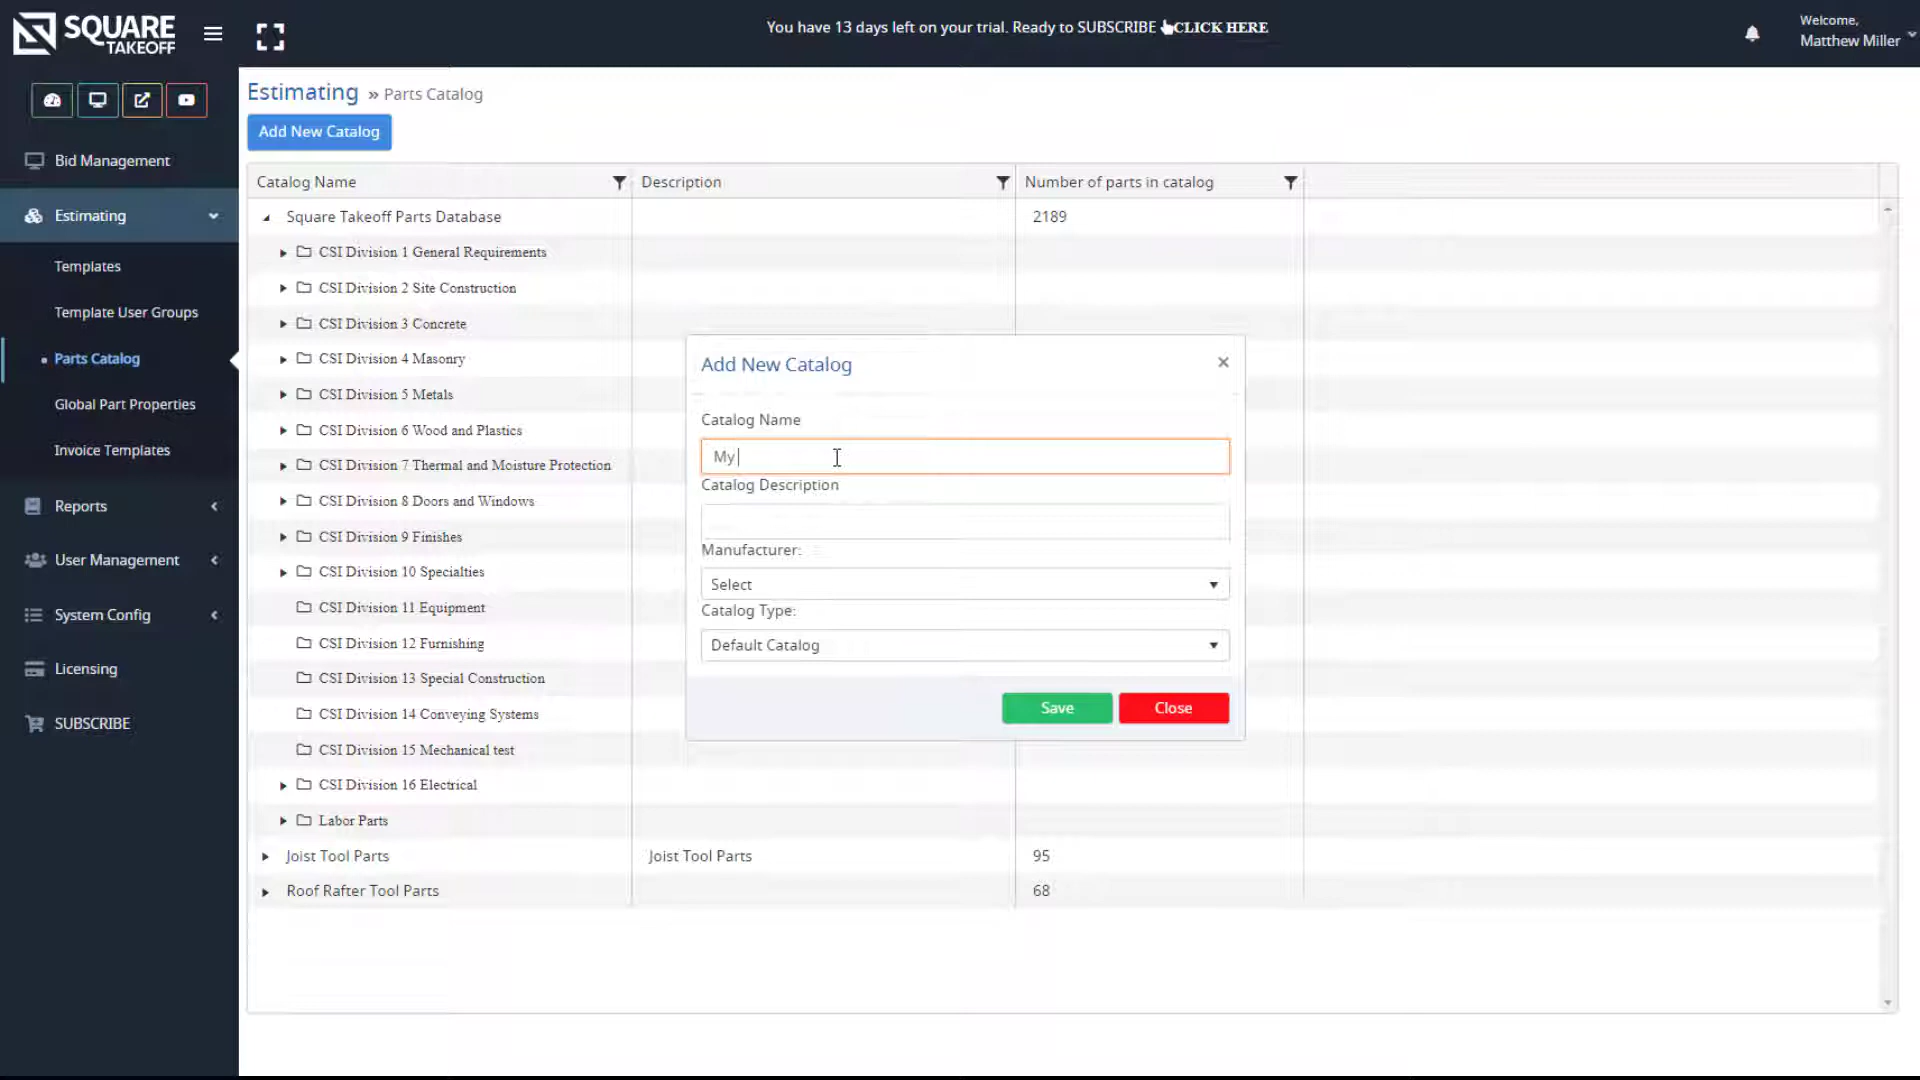 SQUARE
TAKEOFF
You have 13 days left on your trial. Ready to SUBSCRIBE CLICK HERE
Welcome,
Matthew Miller
Bid Management
Estimating
Templates
Template User Groups
Parts Catalog
Global Part Properties
Invoice Templates
Reports
User Management
System Config
Licensing
SUBSCRIBE
Estimating » Parts Catalog
Add New Catalog
Catalog Name Description Number of parts in catalog
Square Takeoff Parts Database 2189
CSI Division 1 General Requirements
CSI Division 2 Site Construction
CSI Division 3 Concrete
CSI Division 4 Masonry
CSI Division 5 Metals
CSI Division 6 Wood and Plastics
CSI Division 7 Thermal and Moisture Protection
CSI Division 8 Doors and Windows
CSI Division 9 Finishes
CSI Division 10 Specialties
CSI Division 11 Equipment
CSI Division 12 Furnishing
CSI Division 13 Special Construction
CSI Division 14 Conveying Systems
CSI Division 15 Mechanical test
CSI Division 16 Electrical
Labor Parts
Joist Tool Parts Joist Tool Parts 95
Roof Rafter Tool Parts 68
Add New Catalog ×
Catalog Name
My
Catalog Description
Manufacturer:
Select
Catalog Type:
Default Catalog
Save Close